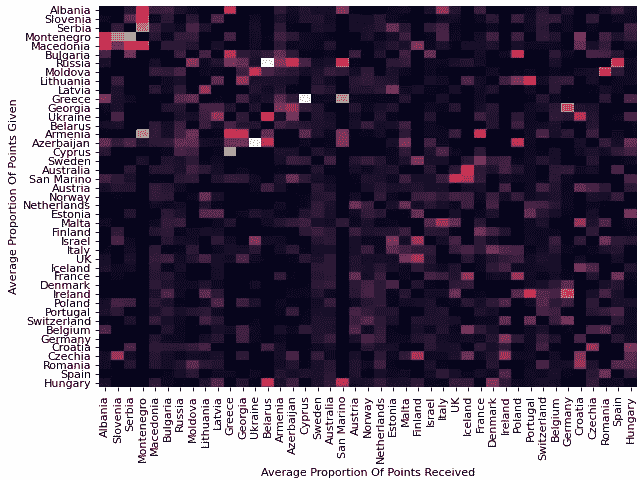 Average Proportion Of Points Given
Albania
Slovenia
Serbia
Montenegro
Macedonia
Bulgaria
Russia
Moldova
Lithuania
Latvia
Greece
Georgia
Ukraine
Belarus
Armenia
Azerbaijan
Cyprus
Sweden
Australia
San Marino
Austria
Norway
Netherlands
Estonia
Malta
Finland
Israel
Italy
UK
Iceland
France
Denmark
Ireland
Poland
Portugal
Switzerland
Belgium
Germany
Croatia
Czechia
Romania
Spain
Hungary
Albania
Slovenia
Serbia
Montenegro
Macedonia
Bulgaria
Russia
Moldova
Lithuania
Latvia
Greece
Georgia
Ukraine
Belarus
Armenia
Azerbaijan
Cyprus
Sweden
Australia
San Marino
Austria
Norway
Netherlands
Estonia
Malta
Finland
Israel
Italy
UK
Iceland
France
Denmark
Ireland
Poland
Portugal
Switzerland
Belgium
Germany
Croatia
Czechia
Romania
Spain
Hungary
Average Proportion Of Points Received